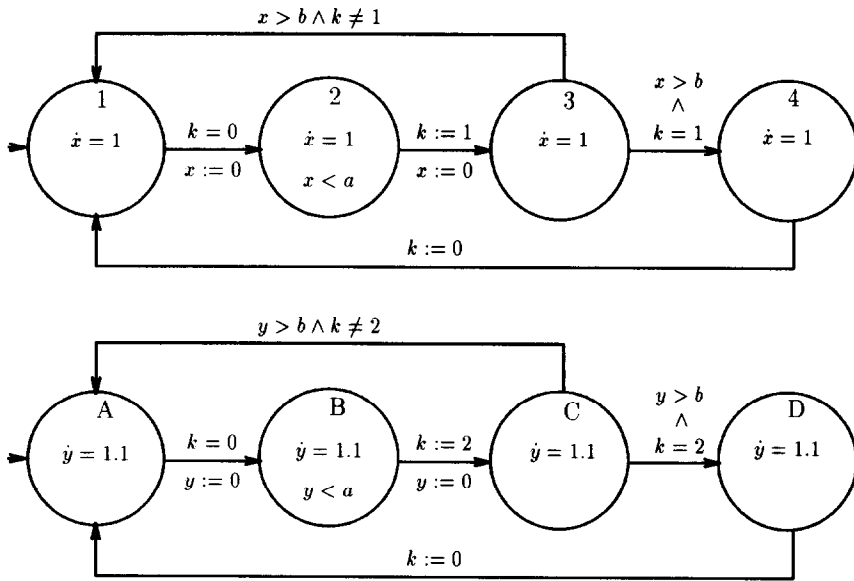 x > b ∧ k ≠ 1
1
ẋ = 1
k = 0
x := 0
2
ẋ = 1
x < a
k := 1
x := 0
3
ẋ = 1
x > b
∧
k = 1
4
ẋ = 1
k := 0
y > b ∧ k ≠ 2
A
ẏ = 1.1
k = 0
y := 0
B
ẏ = 1.1
y < a
k := 2
y := 0
C
ẏ = 1.1
y > b
∧
k = 2
D
ẏ = 1.1
k := 0